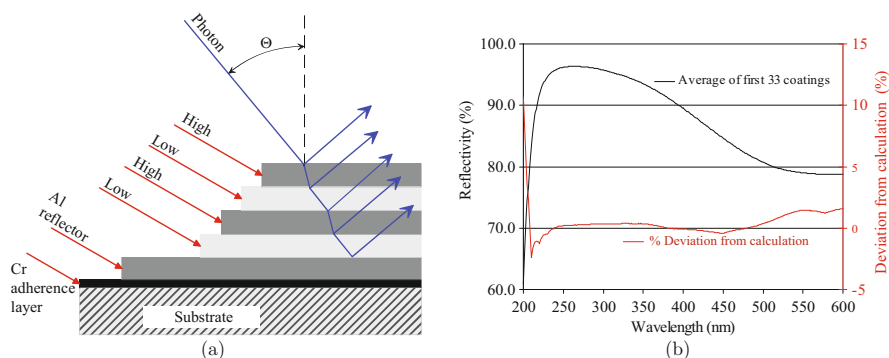 Photon
Θ
High
Low
High
Low
Al
reflector
Cr
adherence
layer
Substrate
(a)
100.0
90.0
80.0
70.0
60.0
Reflectivity (%)
Average of first 33 coatings
% Deviation from calculation
15
10
5
0
-5
Deviation from calculation (%)
200 250 300 350 400 450 500 550 600
Wavelength (nm)
(b)